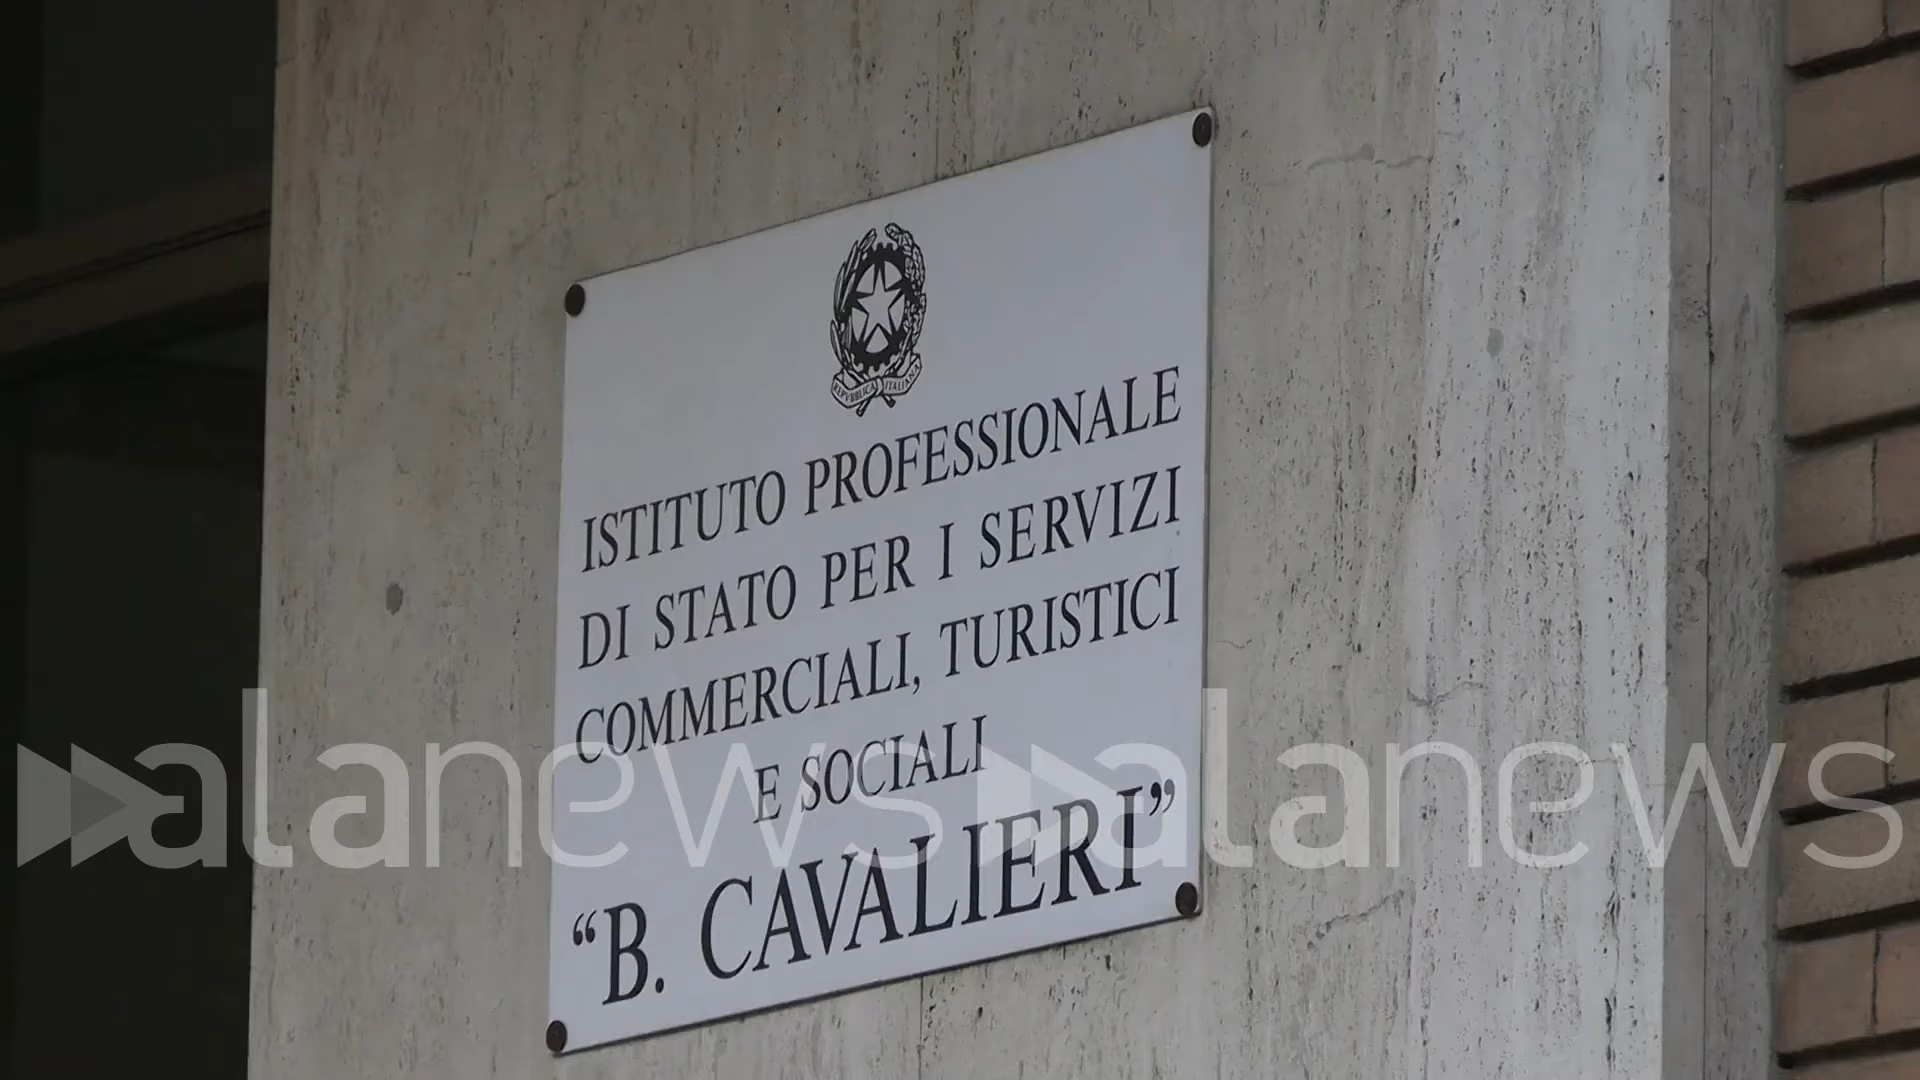 REPVBBLICA ITALIANA
ISTITUTO PROFESSIONALE
DI STATO PER I SERVIZI
COMMERCIALI, TURISTICI
E SOCIALI
“B. CAVALIERI”
alanews alanews